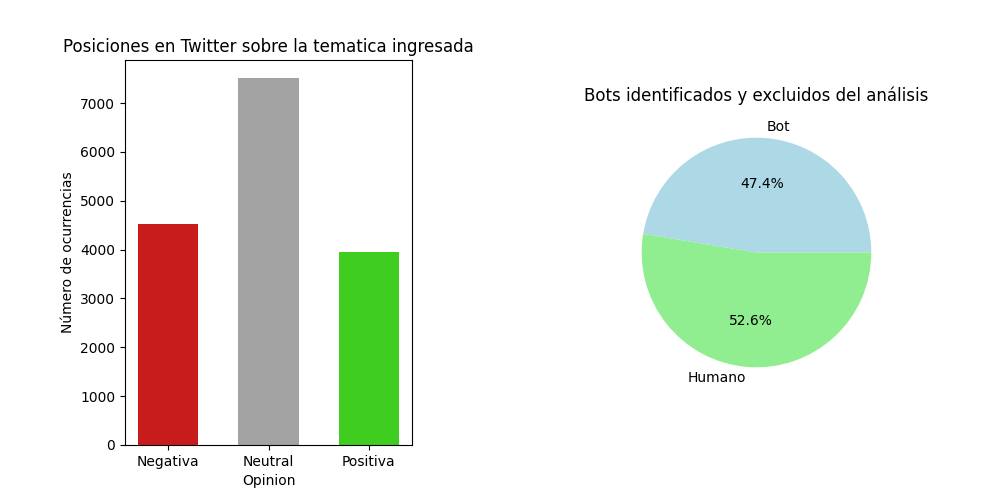 Posiciones en Twitter sobre la tematica ingresada
Número de ocurrencias
7000
6000
5000
4000
3000
2000
1000
0
Negativa
Neutral
Positiva
Opinion
Bots identificados y excluidos del análisis
Bot
47.4%
52.6%
Humano